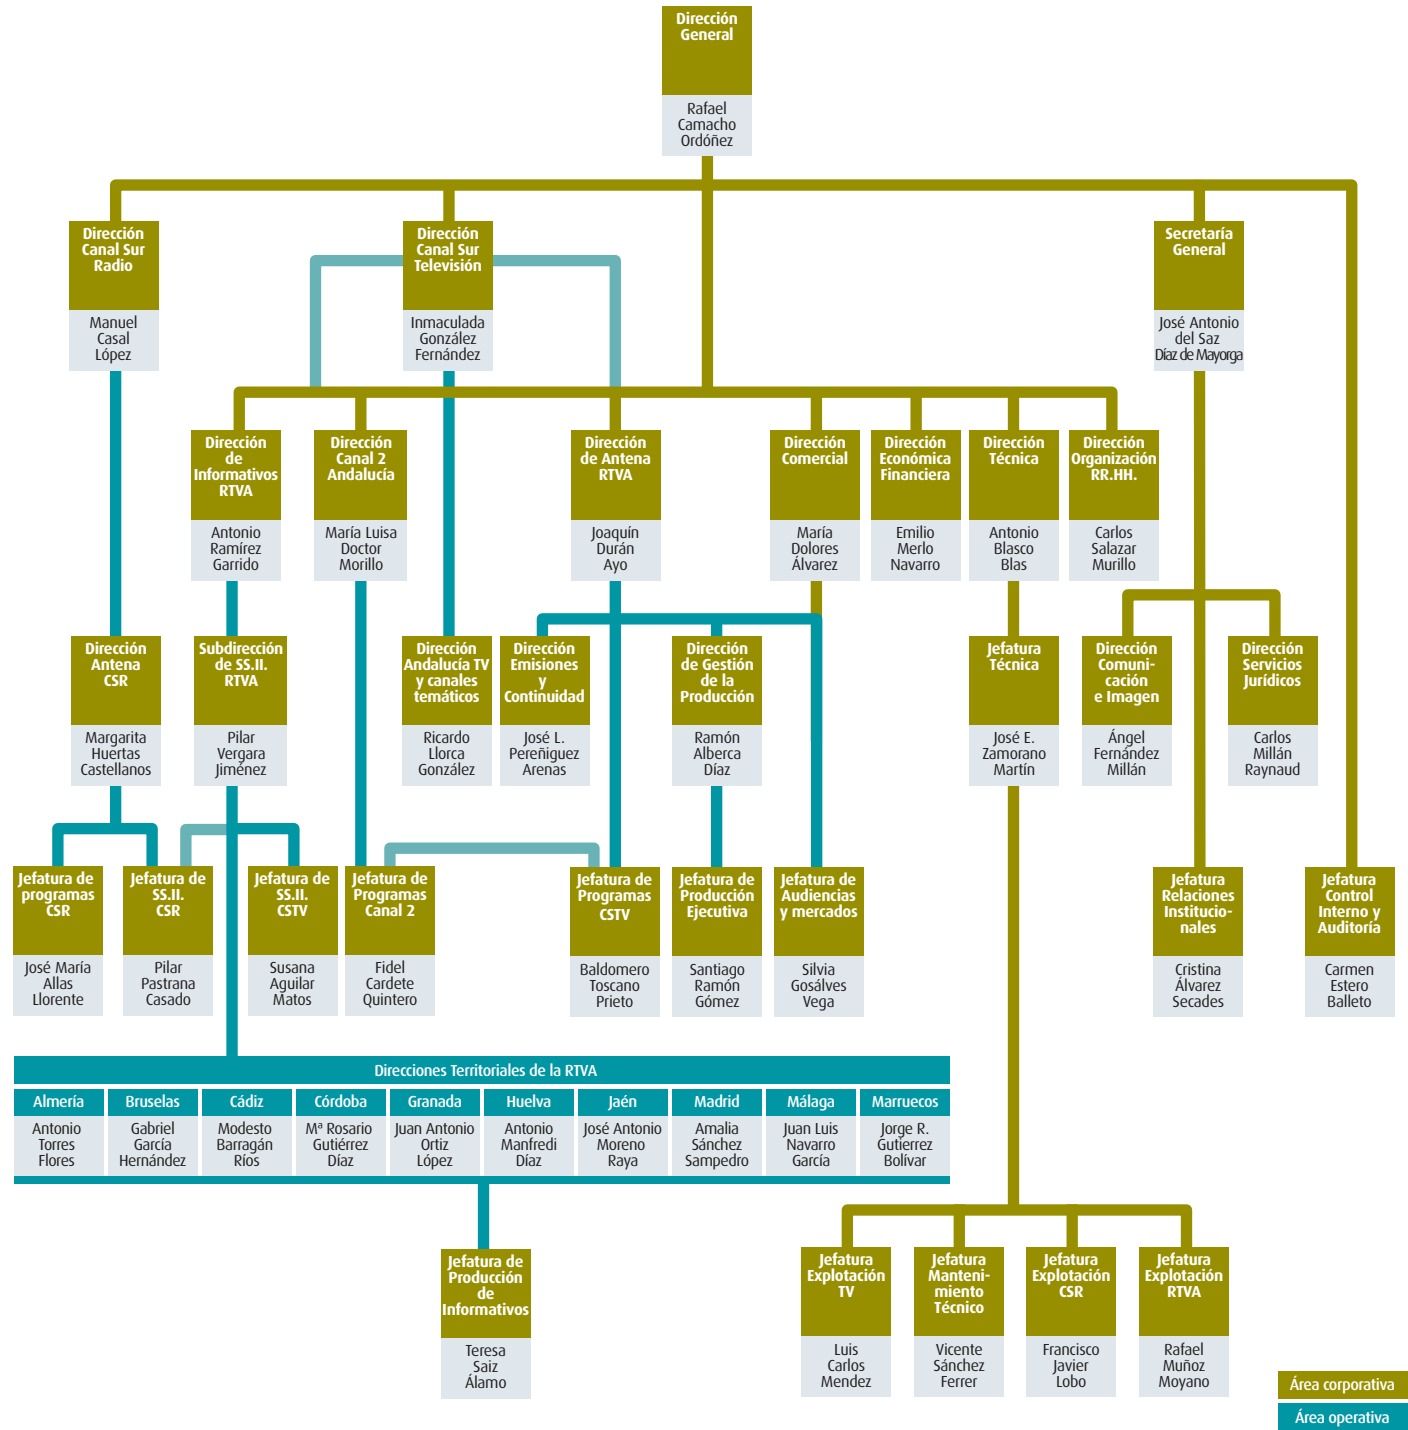 Dirección
General
Rafael
Camacho
Ordóñez
Dirección
Canal Sur
Radio
Manuel
Casal
López
Dirección
Canal Sur
Televisión
Inmaculada
González
Fernández
Secretaría
General
José Antonio
del Saz
Díaz de Mayorga
Dirección
de
Informativos
RTVA
Antonio
Ramírez
Garrido
Dirección
Canal 2
Andalucía
María Luisa
Doctor
Morillo
Dirección
de Antena
RTVA
Joaquín
Durán
Ayo
Dirección
Comercial
María
Dolores
Álvarez
Dirección
Económica
Financiera
Emilio
Merlo
Navarro
Dirección
Técnica
Antonio
Blasco
Blas
Dirección
Organización
RR.HH.
Carlos
Salazar
Murillo
Dirección
Antena
CSR
Margarita
Huertas
Castellanos
Subdirección
de SS.II.
RTVA
Pilar
Vergara
Jiménez
Dirección
Andalucía TV
y canales
temáticos
Ricardo
Llorca
González
Dirección
Emisiones
y
Continuidad
José L.
Pereñiguez
Arenas
Dirección
de Gestión
de la
Producción
Ramón
Alberca
Díaz
Jefatura
Técnica
José E.
Zamorano
Martín
Dirección
Comuni-
cación
e Imagen
Ángel
Fernández
Millán
Dirección
Servicios
Jurídicos
Carlos
Millán
Raynaud
Jefatura de
programas
CSR
José María
Allas
Llorente
Jefatura de
SS.II.
CSR
Pilar
Pastrana
Casado
Jefatura de
SS.II.
CSTV
Susana
Aguilar
Matos
Jefatura de
Programas
Canal 2
Fidel
Cardete
Quintero
Jefatura de
Programas
CSTV
Baldomero
Toscano
Prieto
Jefatura de
Producción
Ejecutiva
Santiago
Ramón
Gómez
Jefatura de
Audiencias
y mercados
Silvia
Gosálves
Vega
Jefatura
Relaciones
Institucio-
nales
Cristina
Álvarez
Secades
Jefatura
Control
Interno y
Auditoría
Carmen
Estero
Balleto
Direcciones Territoriales de la RTVA
Almería
Antonio
Torres
Flores
Bruselas
Gabriel
García
Hernández
Cádiz
Modesto
Barragán
Ríos
Córdoba
Mª Rosario
Gutiérrez
Díaz
Granada
Juan Antonio
Ortiz
López
Huelva
Antonio
Manfredi
Díaz
Jaén
José Antonio
Moreno
Raya
Madrid
Amalia
Sánchez
Sampedro
Málaga
Juan Luis
Navarro
García
Marruecos
Jorge R.
Gutierrez
Bolívar
Jefatura de
Producción
de
Informativos
Teresa
Saiz
Álamo
Jefatura
Explotación
TV
Luis
Carlos
Mendez
Jefatura
Manteni-
miento
Técnico
Vicente
Sánchez
Ferrer
Jefatura
Explotación
CSR
Francisco
Javier
Lobo
Jefatura
Explotación
RTVA
Rafael
Muñoz
Moyano
Área corporativa
Área operativa